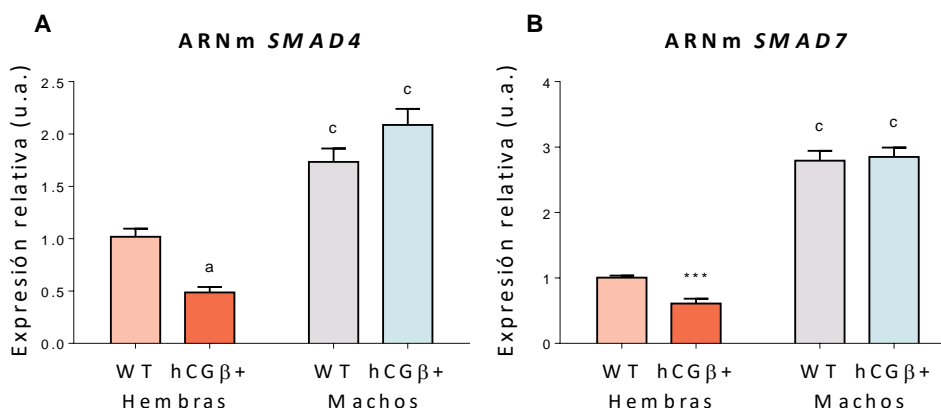 A
ARNm SMAD4
Expresión relativa (u.a.)
2.5
2.0
1.5
1.0
0.5
0.0
a
c
c
WT hCGβ+ WT hCGβ+
Hembras Machos
B
ARNm SMAD7
Expresión relativa (u.a.)
4
3
2
1
0
***
c
c
WT hCGβ+ WT hCGβ+
Hembras Machos